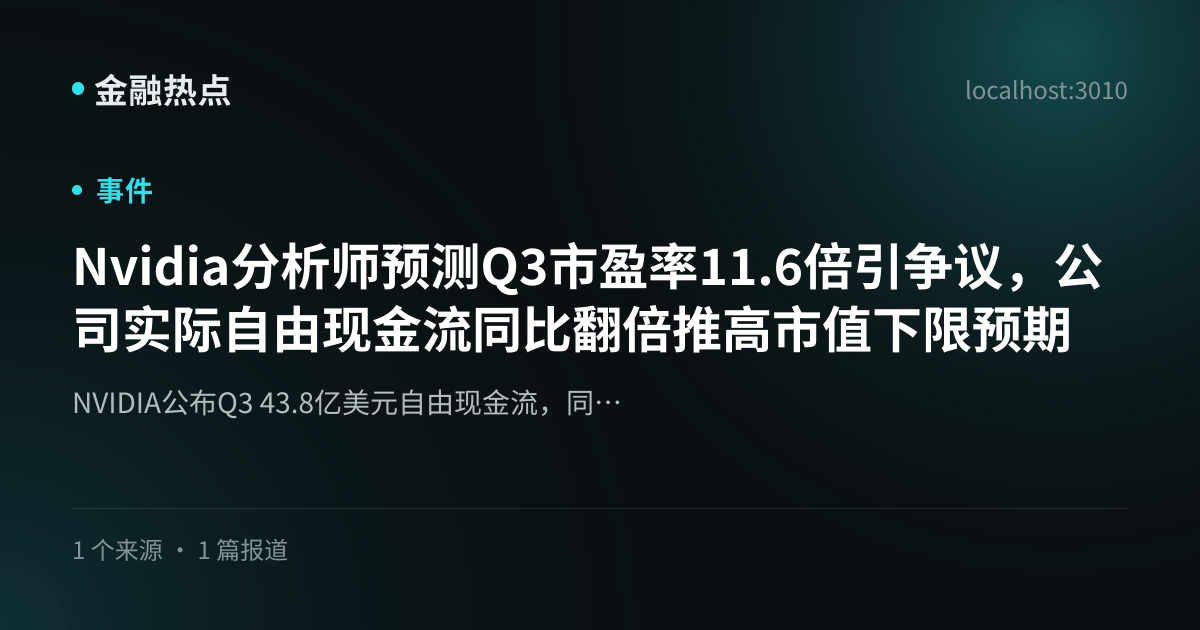 金融热点
localhost:3010
事件
Nvidia分析师预测Q3市盈率11.6倍引争议，公
司实际自由现金流同比翻倍推高市值下限预期
NVIDIA公布Q3 43.8亿美元自由现金流，同…
1 个来源 · 1 篇报道